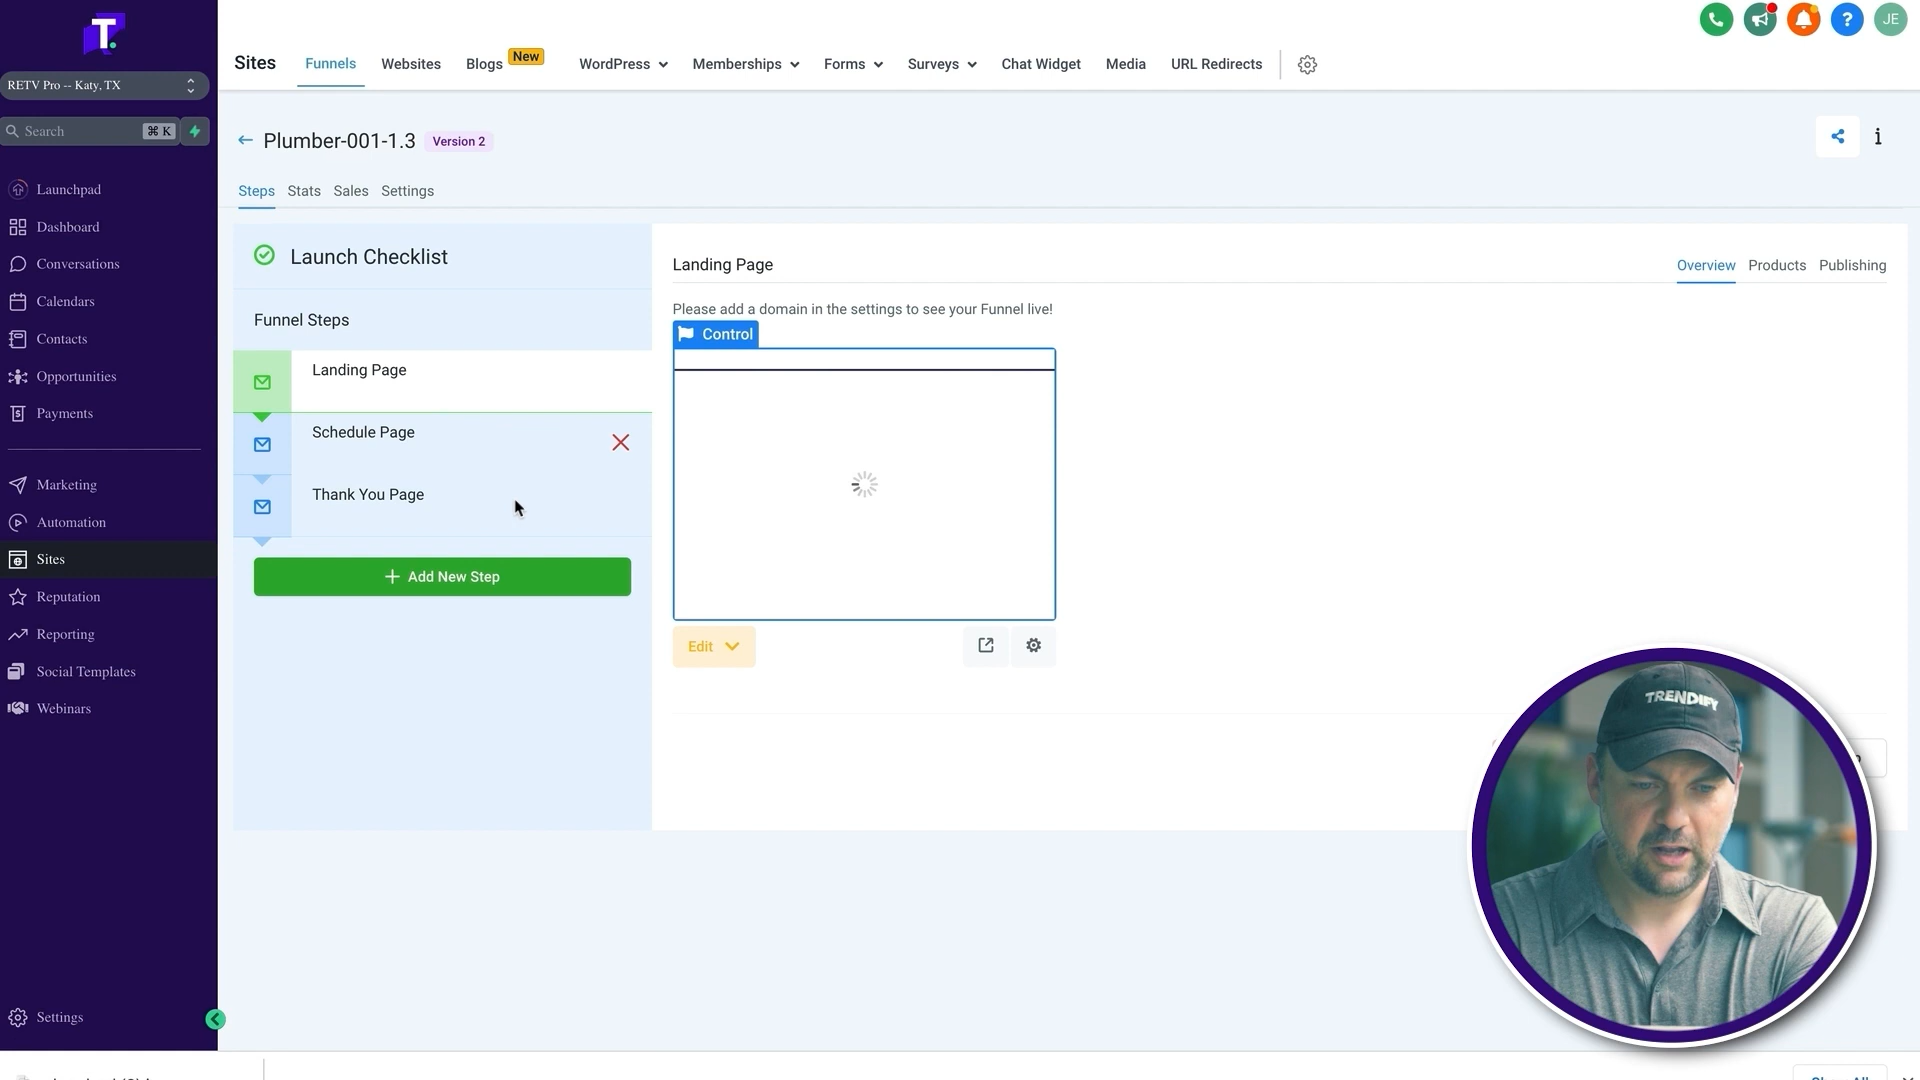 T.
RETV Pro -- Katy, TX
Search
⌘ K
Launchpad
Dashboard
Conversations
Calendars
Contacts
Opportunities
Payments
Marketing
Automation
Sites
Reputation
Reporting
Social Templates
Webinars
Settings
JE
Sites
Funnels
Websites
Blogs
New
WordPress
Memberships
Forms
Surveys
Chat Widget
Media
URL Redirects
Plumber-001-1.3
Version 2
Steps
Stats
Sales
Settings
Launch Checklist
Funnel Steps
Landing Page
Schedule Page
Thank You Page
+ Add New Step
Landing Page
Overview
Products
Publishing
Please add a domain in the settings to see your Funnel live!
Control
Edit
TRENDIFY